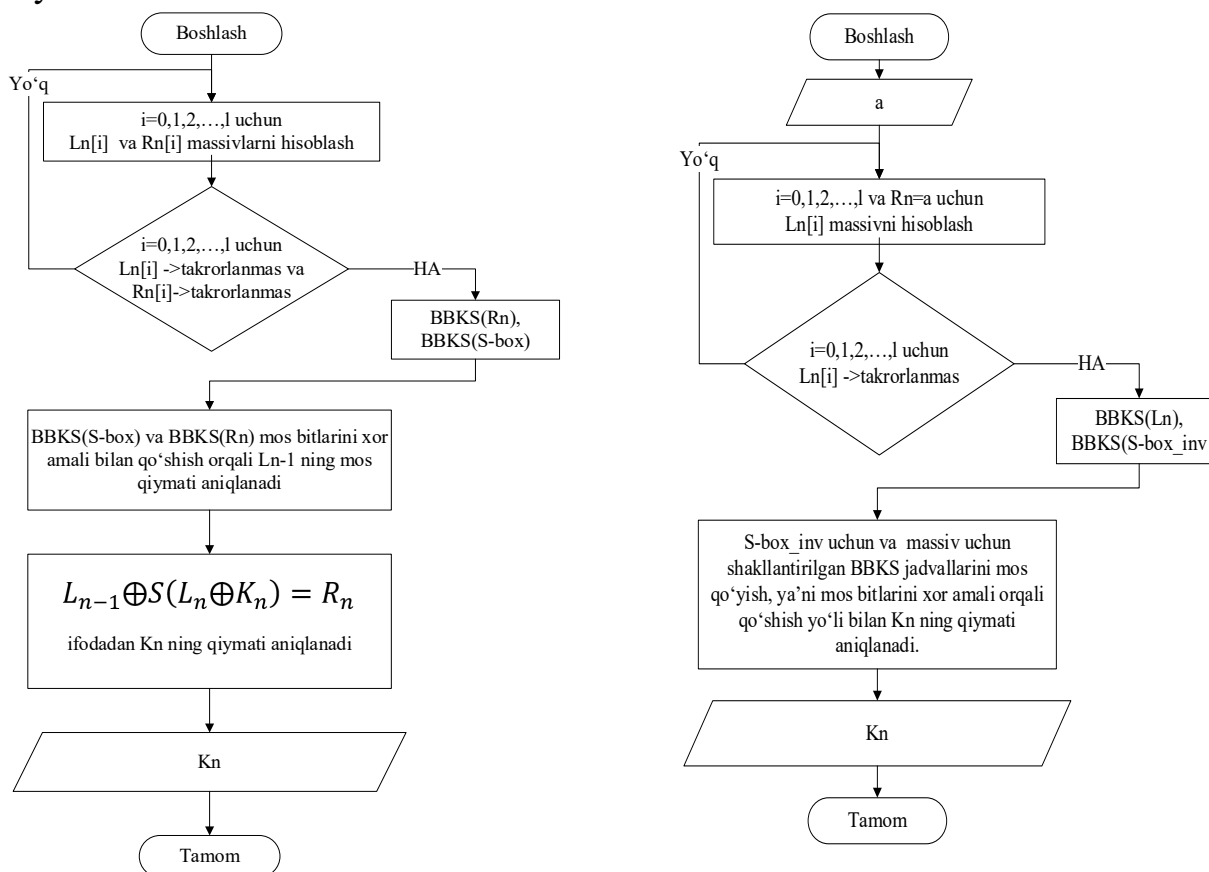 Boshlash
Yo‘q
i=0,1,2,…,l uchun
Ln[i] va Rn[i] massivlarni hisoblash
i=0,1,2,…,l uchun
Ln[i] ->takrorlanmas va
Rn[i]->takrorlanmas
HA
BBKS(Rn),
BBKS(S-box)
BBKS(S-box) va BBKS(Rn) mos bitlarini xor
amali bilan qo‘shish orqali Ln-1 ning mos
qiymati aniqlanadi
L_{n-1}⊕S(L_n⊕K_n) = R_n
ifodadan Kn ning qiymati aniqlanadi
Kn
Tamom
Boshlash
a
Yo‘q
i=0,1,2,…,l va Rn=a uchun
Ln[i] massivni hisoblash
i=0,1,2,…,l uchun
Ln[i] ->takrorlanmas
HA
BBKS(Ln),
BBKS(S-box_inv
S-box_inv uchun va massiv uchun
shakllantirilgan BBKS jadvallarini mos
qo‘yish, ya’ni mos bitlarini xor amali orqali
qo‘shish yo‘li bilan Kn ning qiymati
aniqlanadi.
Kn
Tamom